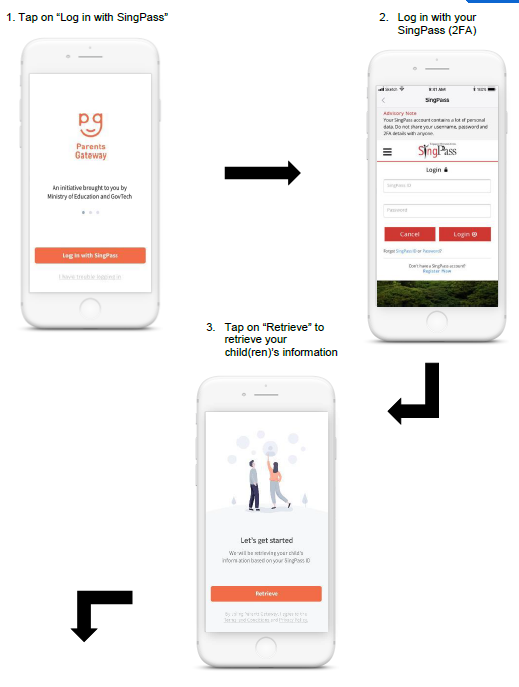 1. Tap on “Log in with SingPass”
2. Log in with your
SingPass (2FA)
pg
Parents
Gateway
An initiative brought to you by
Ministry of Education and GovTech
Log in with SingPass
I have trouble logging in
9:41 AM
100%
SingPass
Advisory Note
Your SingPass account contains a lot of personal
data. Do not share your username, password and
2FA details with anyone.
SingPass
Login
SingPass ID
Password
Cancel
Login
Forgot SingPass ID or Password?
Don't have a SingPass account?
Register Now
3. Tap on “Retrieve” to
retrieve your
child(ren)’s information
Let's get started
We will be retrieving your child's
information based on your SingPass ID
Retrieve
By using Parents Gateway, I agree to the
Terms and Conditions and Privacy Policy.